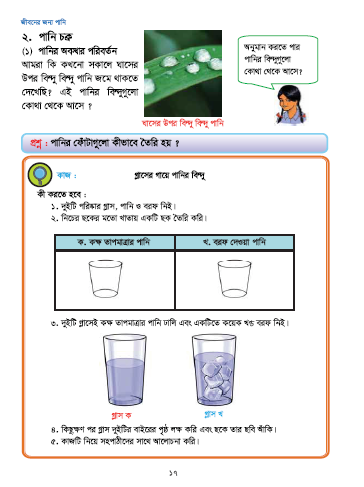 জীবনের জন্য পানি
২. পানি চক্র
(১) পানির অবস্থার পরিবর্তন
আমরা কি কখনো সকালে ঘাসের
উপর বিন্দু বিন্দু পানি জমে থাকতে
দেখেছি? এই পানির বিন্দুগুলো
কোথা থেকে আসে ?
অনুমান করতে পার
পানির বিন্দুগুলো
কোথা থেকে আসে?
ঘাসের উপর বিন্দু বিন্দু পানি
প্রশ্ন : পানির ফোঁটাগুলো কীভাবে তৈরি হয় ?
কাজ :
গ্লাসের গায়ে পানির বিন্দু
কী করতে হবে :
১. দুইটি পরিষ্কার গ্লাস, পানি ও বরফ নিই।
২. নিচের ছকের মতো খাতায় একটি ছক তৈরি করি।
ক. কক্ষ তাপমাত্রার পানি
খ. বরফ দেওয়া পানি
৩. দুইটি গ্লাসেই কক্ষ তাপমাত্রার পানি ঢালি এবং একটিতে কয়েক খণ্ড বরফ নিই।
গ্লাস ক
গ্লাস খ
৪. কিছুক্ষণ পর গ্লাস দুইটির বাইরের পৃষ্ঠ লক্ষ করি এবং ছকে তার ছবি আঁকি।
৫. কাজটি নিয়ে সহপাঠীদের সাথে আলোচনা করি।
১৭